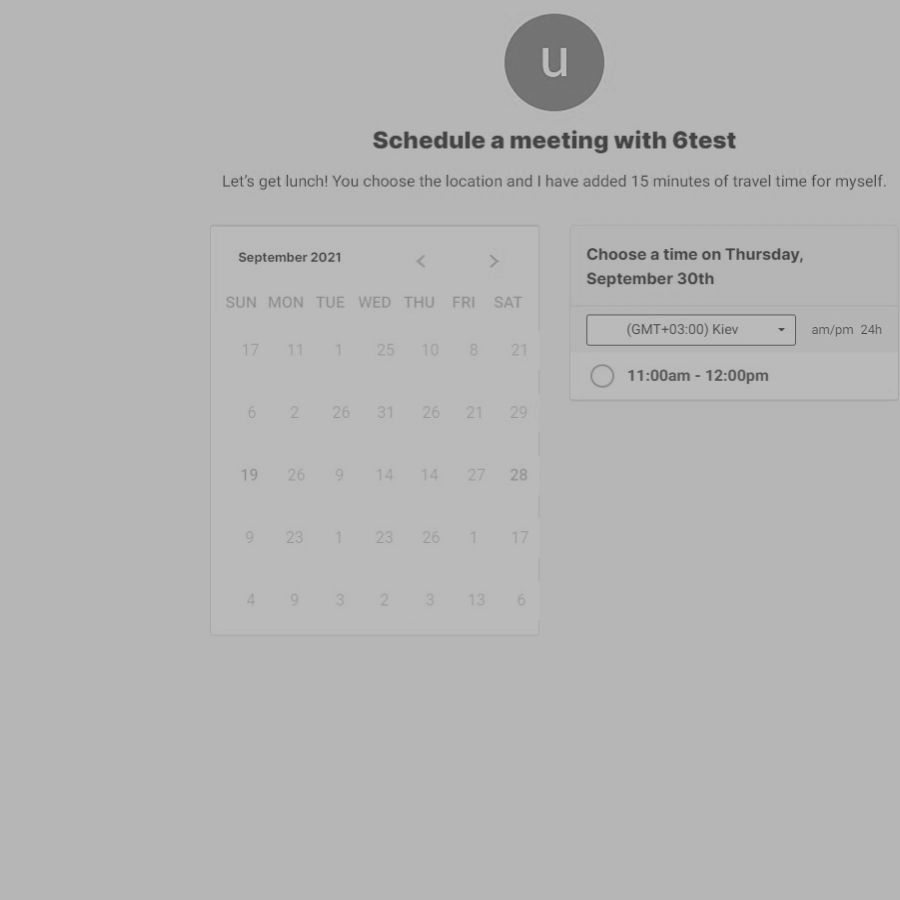 u
Schedule a meeting with 6test
Let's get lunch! You choose the location and I have added 15 minutes of travel time for myself.
September 2021
SUN MON TUE WED THU FRI SAT
17 11 1 25 10 8 21
6 2 26 31 26 21 29
19 26 9 14 14 27 28
9 23 1 23 26 1 17
4 9 3 2 3 13 6
Choose a time on Thursday,
September 30th
(GMT+03:00) Kiev
am/pm 24h
11:00am - 12:00pm